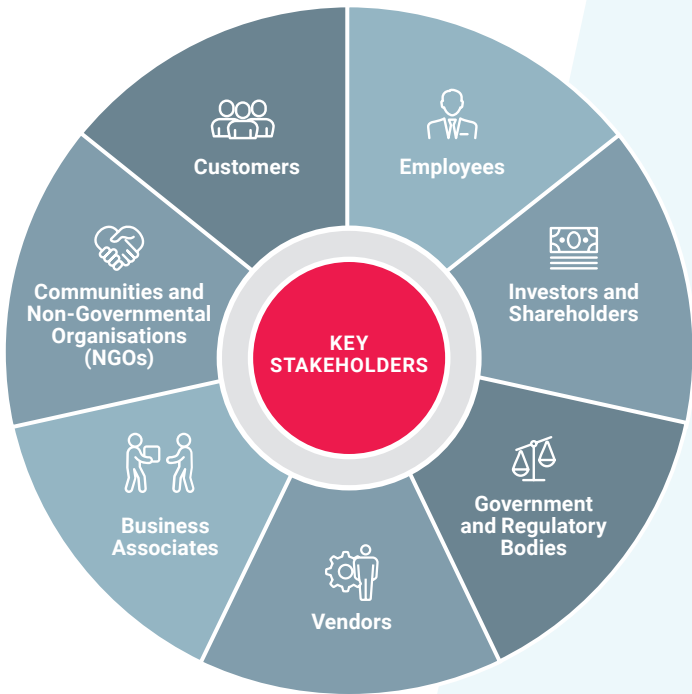 KEY
STAKEHOLDERS
Employees
Investors and
Shareholders
Government
and Regulatory
Bodies
Vendors
Business
Associates
Communities and
Non-Governmental
Organisations
(NGOs)
Customers